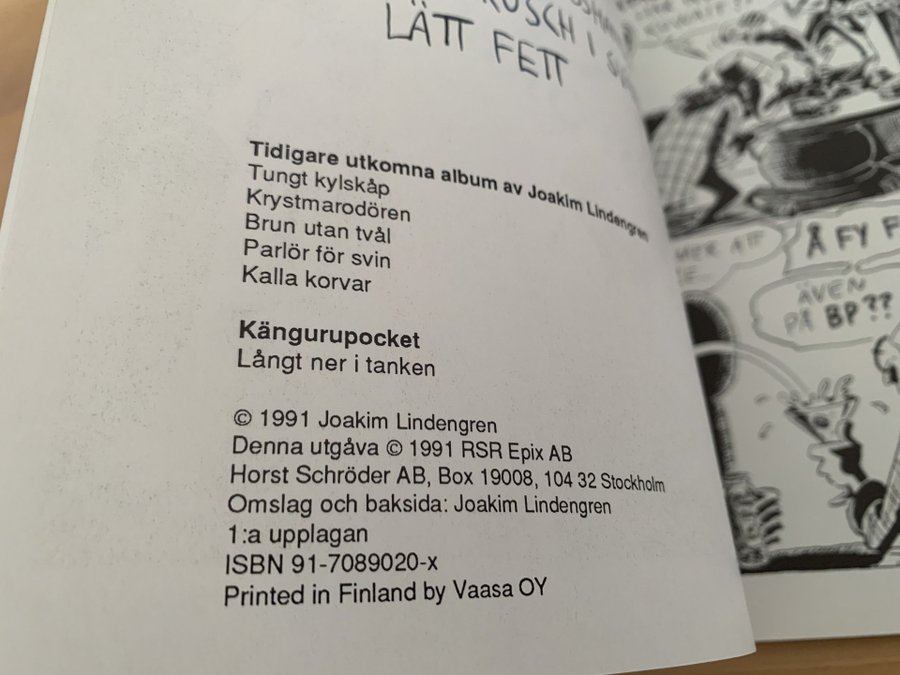 LÄTT FETT
Tidigare utkomna album av Joakim Lindengren
Tungt kylskåp
Krystmarodören
Brun utan tvål
Parlör för svin
Kalla korvar
Kängurupocket
Långt ner i tanken
© 1991 Joakim Lindengren
Denna utgåva © 1991 RSR Epix AB
Horst Schröder AB, Box 19008, 104 32 Stockholm
Omslag och baksida: Joakim Lindengren
1:a upplagan
ISBN 91-7089020-x
Printed in Finland by Vaasa OY
Å FY F
ÄVEN
PÅ BP??